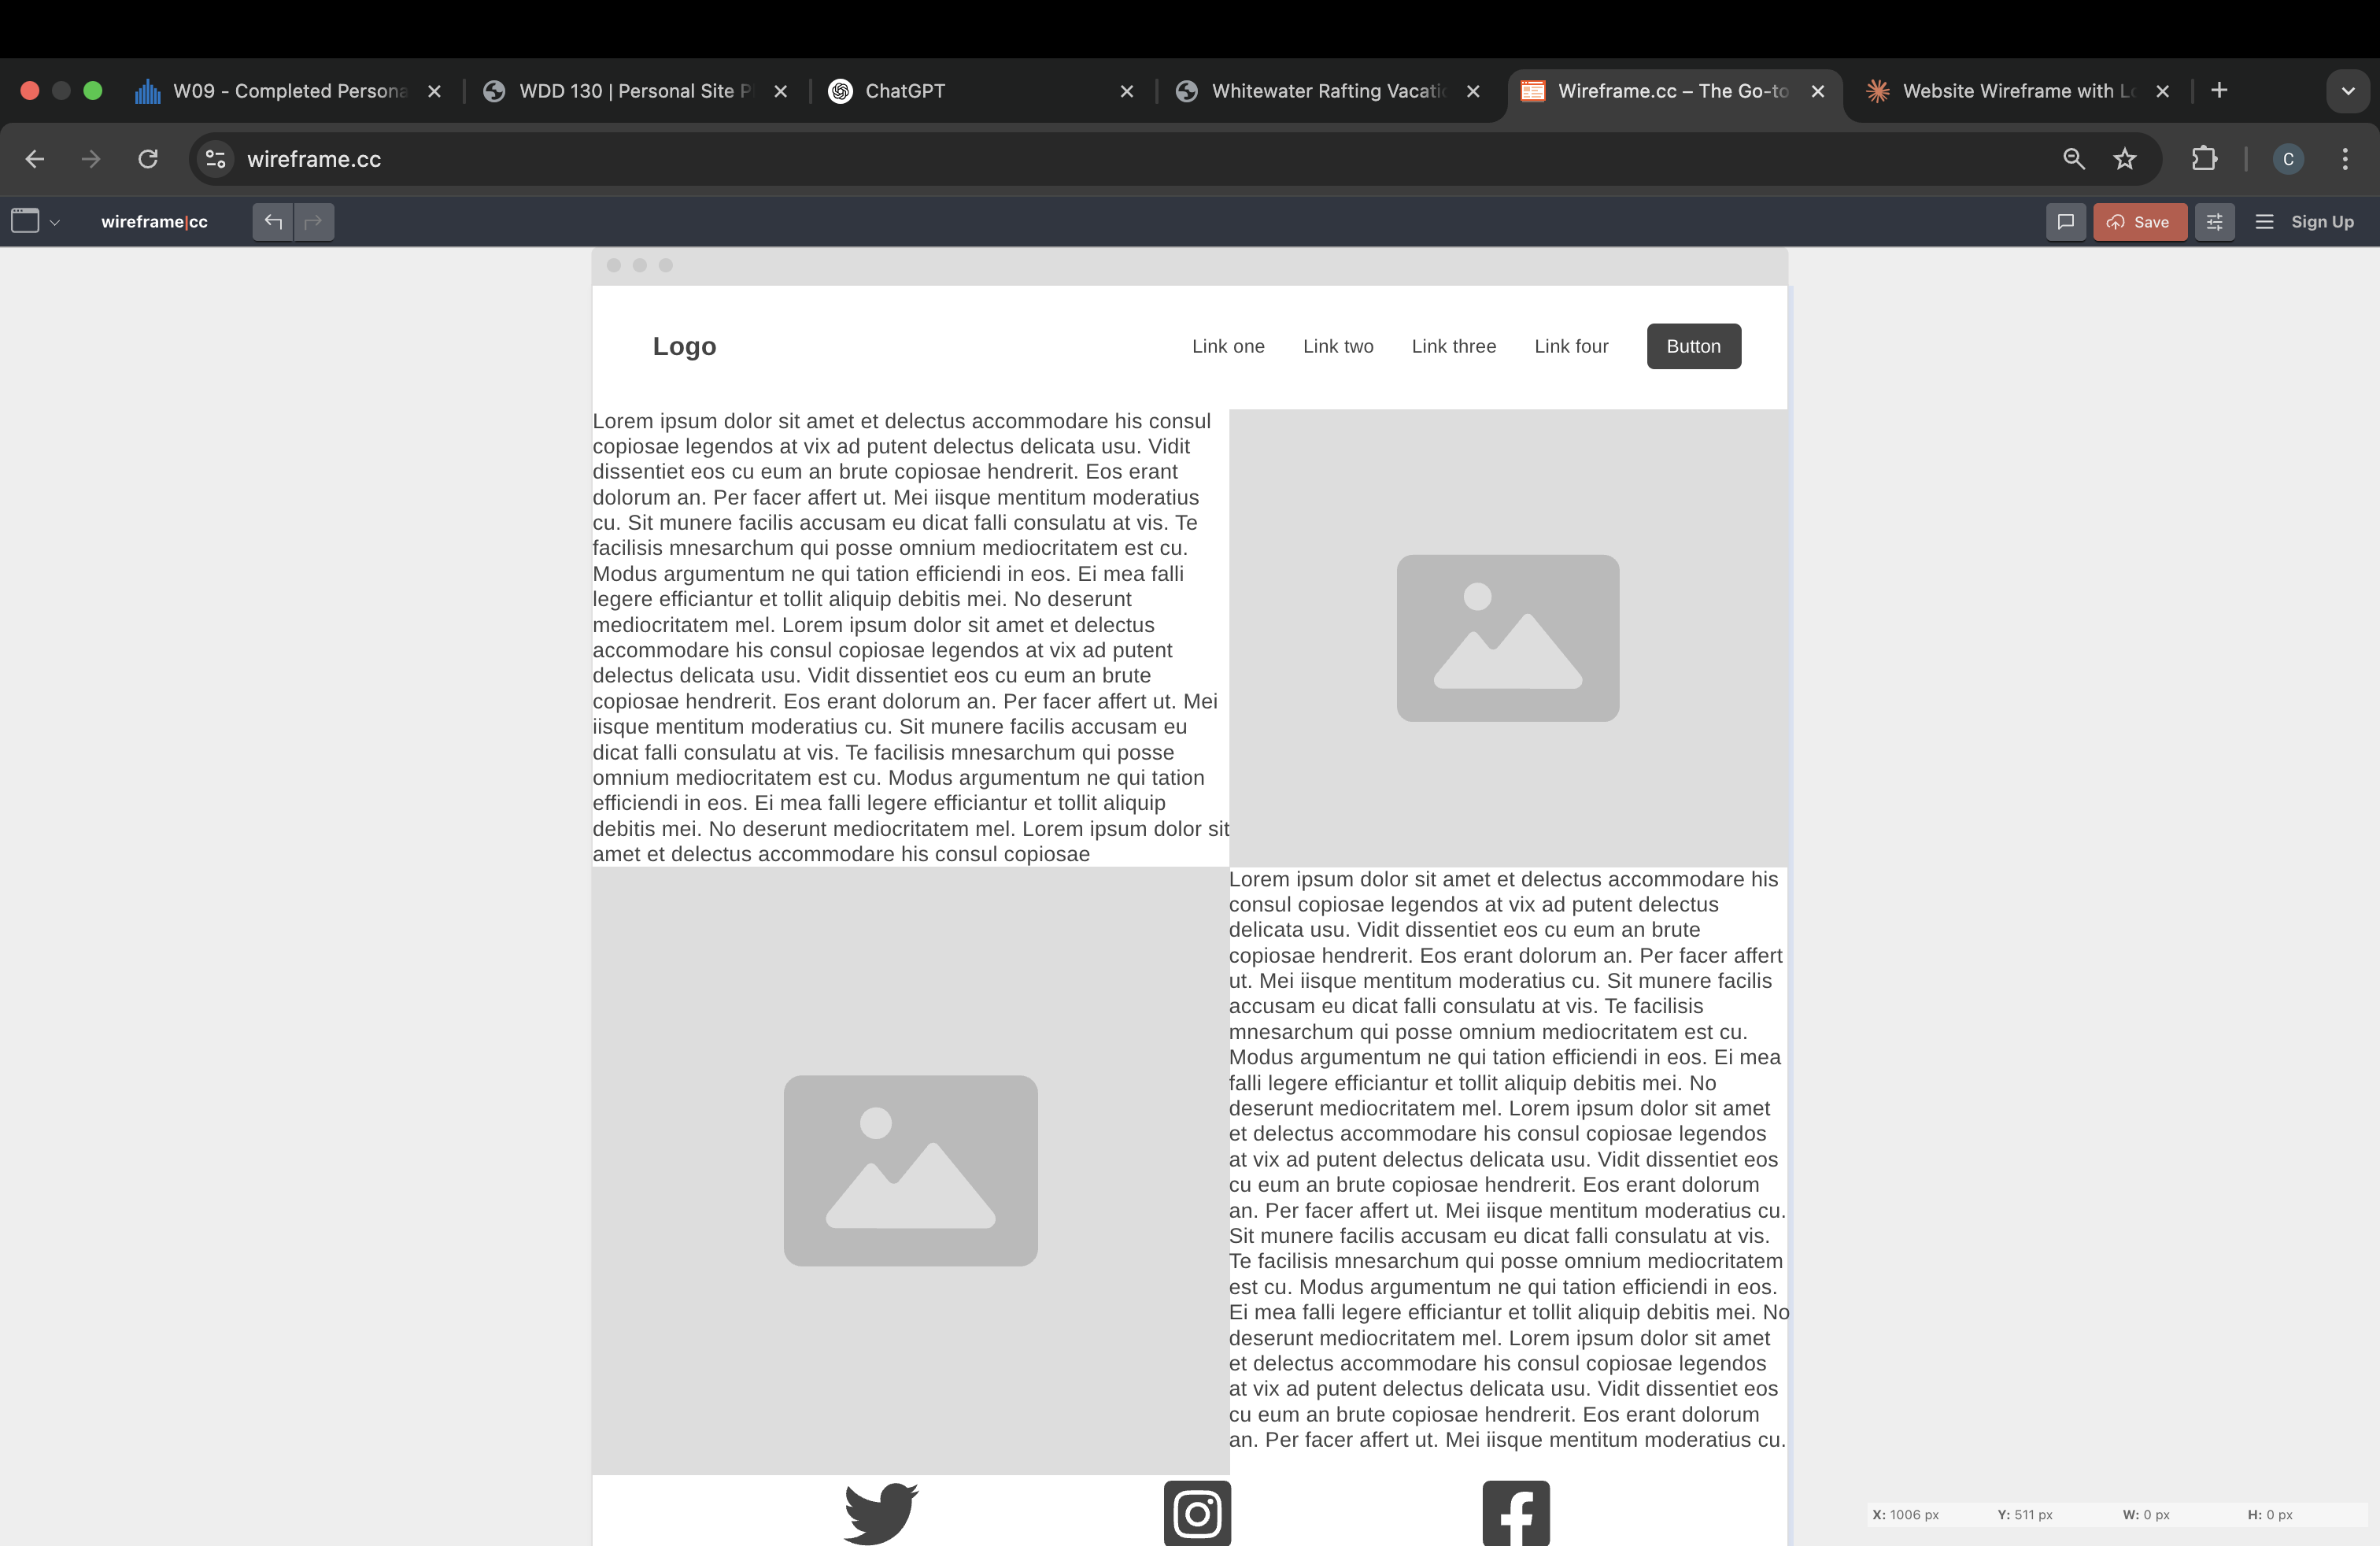 W09 - Completed Persona
WDD 130 | Personal Site P
ChatGPT
Whitewater Rafting Vacatio
Wireframe.cc – The Go-to
Website Wireframe with Lo
wireframe.cc
C
wireframe|cc
Save
Sign Up
Logo
Link one
Link two
Link three
Link four
Button
Lorem ipsum dolor sit amet et delectus accommodare his consul
copiosae legendos at vix ad putent delectus delicata usu. Vidit
dissentiet eos cu eum an brute copiosae hendrerit. Eos erant
dolorum an. Per facer affert ut. Mei iisque mentitum moderatius
cu. Sit munere facilis accusam eu dicat falli consulatu at vis. Te
facilisis mnesarchum qui posse omnium mediocritatem est cu.
Modus argumentum ne qui tation efficiendi in eos. Ei mea falli
legere efficiantur et tollit aliquip debitis mei. No deserunt
mediocritatem mel. Lorem ipsum dolor sit amet et delectus
accommodare his consul copiosae legendos at vix ad putent
delectus delicata usu. Vidit dissentiet eos cu eum an brute
copiosae hendrerit. Eos erant dolorum an. Per facer affert ut. Mei
iisque mentitum moderatius cu. Sit munere facilis accusam eu
dicat falli consulatu at vis. Te facilisis mnesarchum qui posse
omnium mediocritatem est cu. Modus argumentum ne qui tation
efficiendi in eos. Ei mea falli legere efficiantur et tollit aliquip
debitis mei. No deserunt mediocritatem mel. Lorem ipsum dolor sit
amet et delectus accommodare his consul copiosae
Lorem ipsum dolor sit amet et delectus accommodare his
consul copiosae legendos at vix ad putent delectus
delicata usu. Vidit dissentiet eos cu eum an brute
copiosae hendrerit. Eos erant dolorum an. Per facer affert
ut. Mei iisque mentitum moderatius cu. Sit munere facilis
accusam eu dicat falli consulatu at vis. Te facilisis
mnesarchum qui posse omnium mediocritatem est cu.
Modus argumentum ne qui tation efficiendi in eos. Ei mea
falli legere efficiantur et tollit aliquip debitis mei. No
deserunt mediocritatem mel. Lorem ipsum dolor sit amet
et delectus accommodare his consul copiosae legendos
at vix ad putent delectus delicata usu. Vidit dissentiet eos
cu eum an brute copiosae hendrerit. Eos erant dolorum
an. Per facer affert ut. Mei iisque mentitum moderatius cu.
Sit munere facilis accusam eu dicat falli consulatu at vis.
Te facilisis mnesarchum qui posse omnium mediocritatem
est cu. Modus argumentum ne qui tation efficiendi in eos.
Ei mea falli legere efficiantur et tollit aliquip debitis mei. No
deserunt mediocritatem mel. Lorem ipsum dolor sit amet
et delectus accommodare his consul copiosae legendos
at vix ad putent delectus delicata usu. Vidit dissentiet eos
cu eum an brute copiosae hendrerit. Eos erant dolorum
an. Per facer affert ut. Mei iisque mentitum moderatius cu.
X: 1006 px
Y: 511 px
W: 0 px
H: 0 px